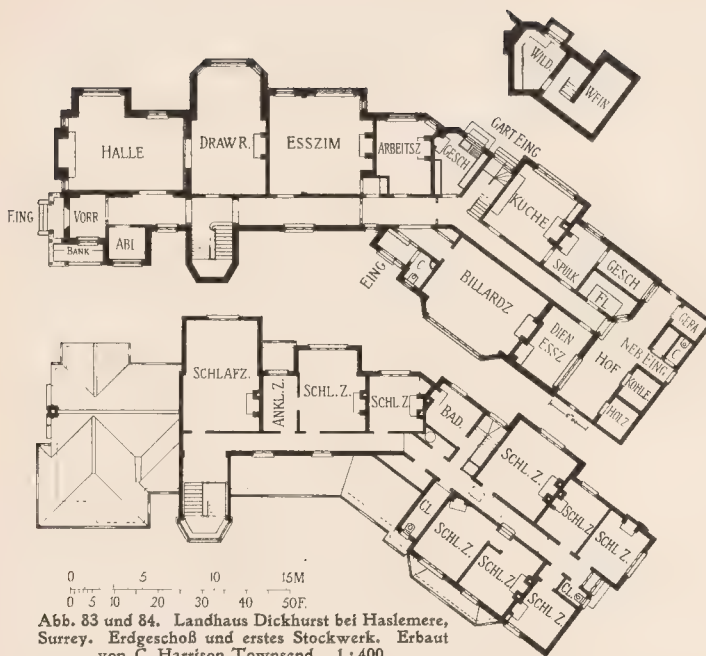 WILD.
WEIN
GART EING
HALLE
DRAW R.
ESSZIM
ARBEITSZ
GESCH
KÜCHE
EING
VORR
BANK
ABL
EING
C
BILLARDZ
SPÜLK
GESCH
FL
DIEN
ESSZ
HOF
GEFÄ
NEB. EING
C
KOHLE
HOLZ
SCHLAFZ.
ANKL. Z.
SCHL. Z.
SCHL. Z
BAD.
SCHL. Z.
CL.
SCHL. Z.
SCHL. Z.
SCHL. Z
SCHL. Z.
CL.
SCHL. Z.
0 5 10 15M
0 5 10 20 30 40 50F.
Abb. 83 und 84. Landhaus Dickhurst bei Haslemere,
Surrey. Erdgeschoß und erstes Stockwerk. Erbaut
von C. Harrison Townsend. 1:400